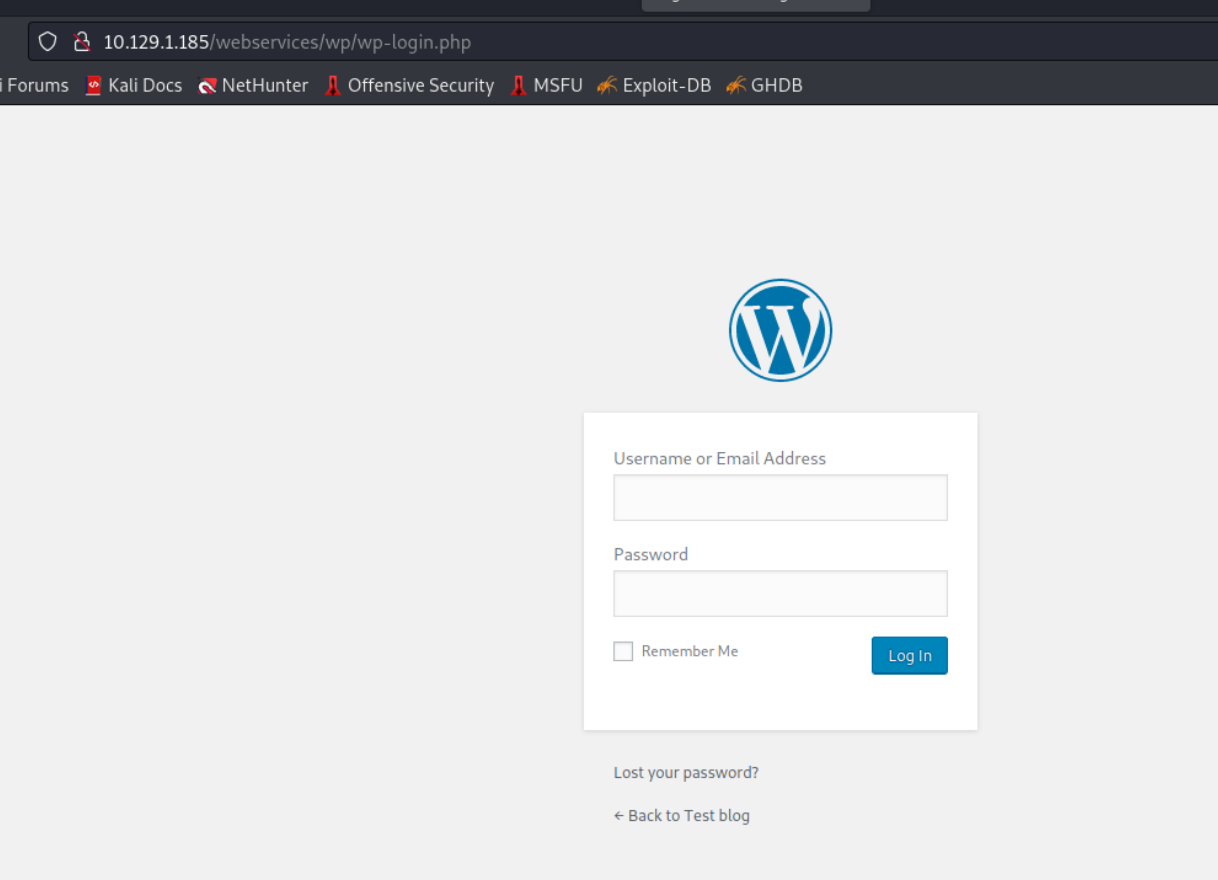 10.129.1.185/webservices/wp/wp-login.php
Forums Kali Docs NetHunter Offensive Security MSFU Exploit-DB GHDB
Username or Email Address
Password
Remember Me
Log In
Lost your password?
← Back to Test blog